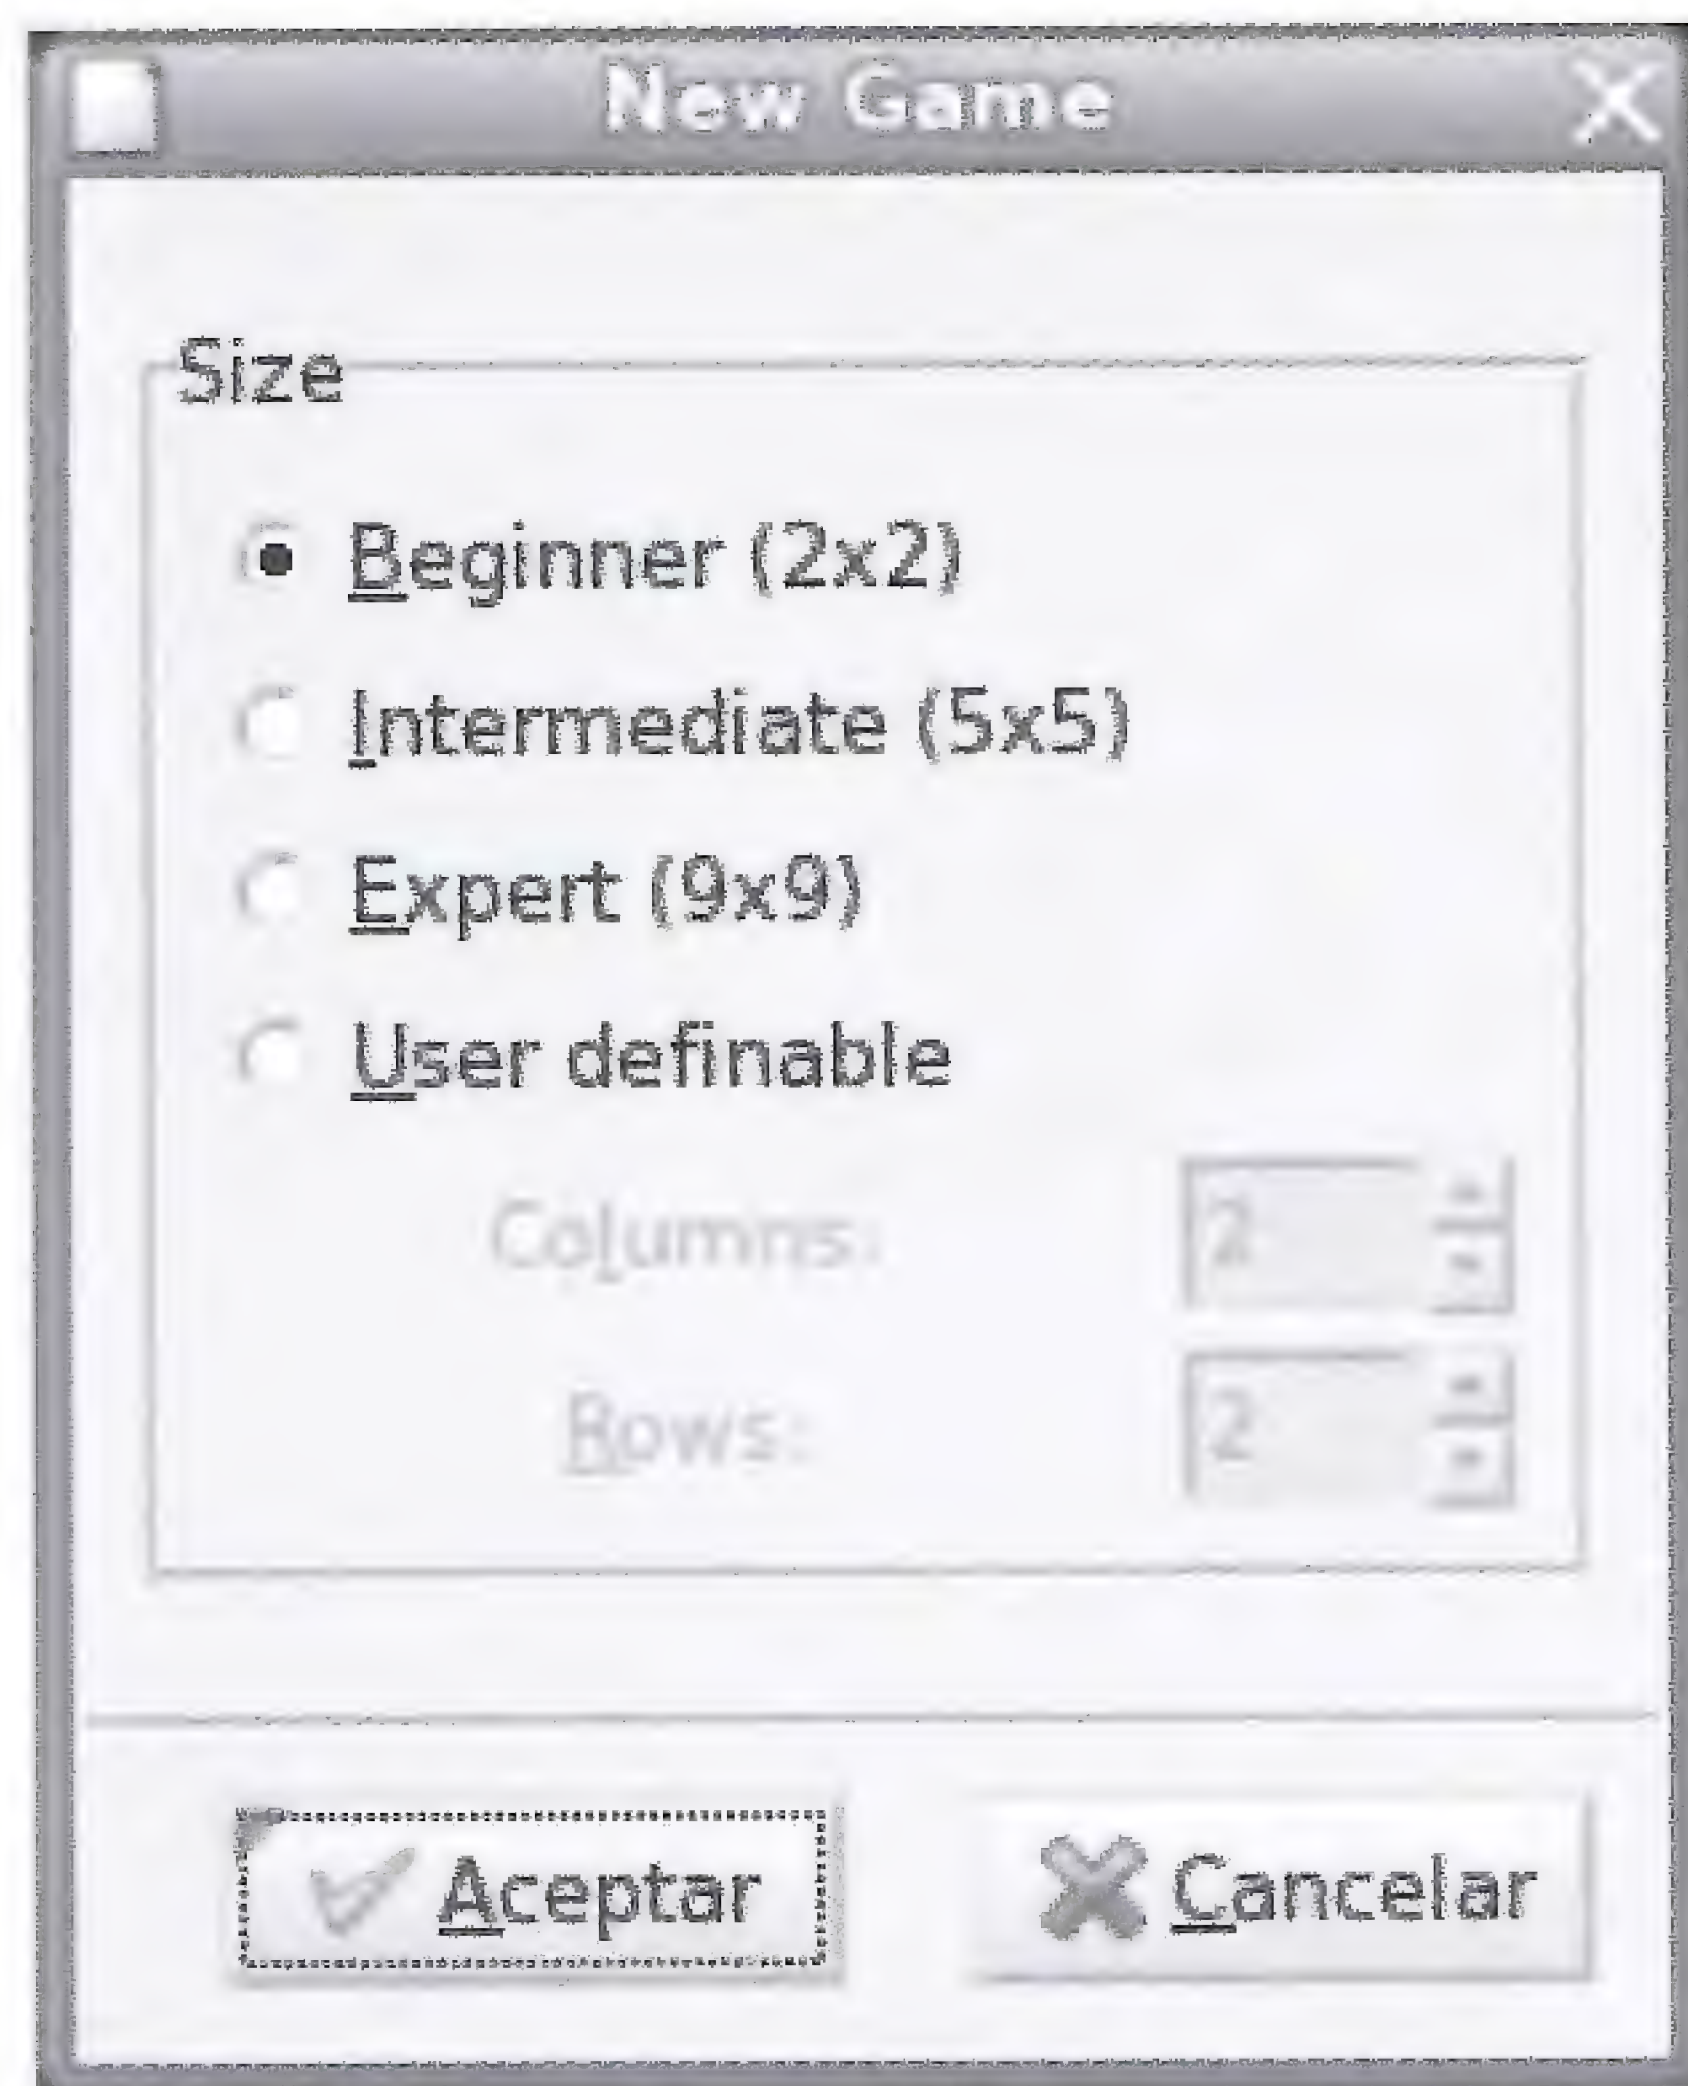 New Game
Size
Beginner (2x2)
Intermediate (5x5)
Expert (9x9)
User definable
Columns: 2
Rows: 2
Aceptar Cancelar